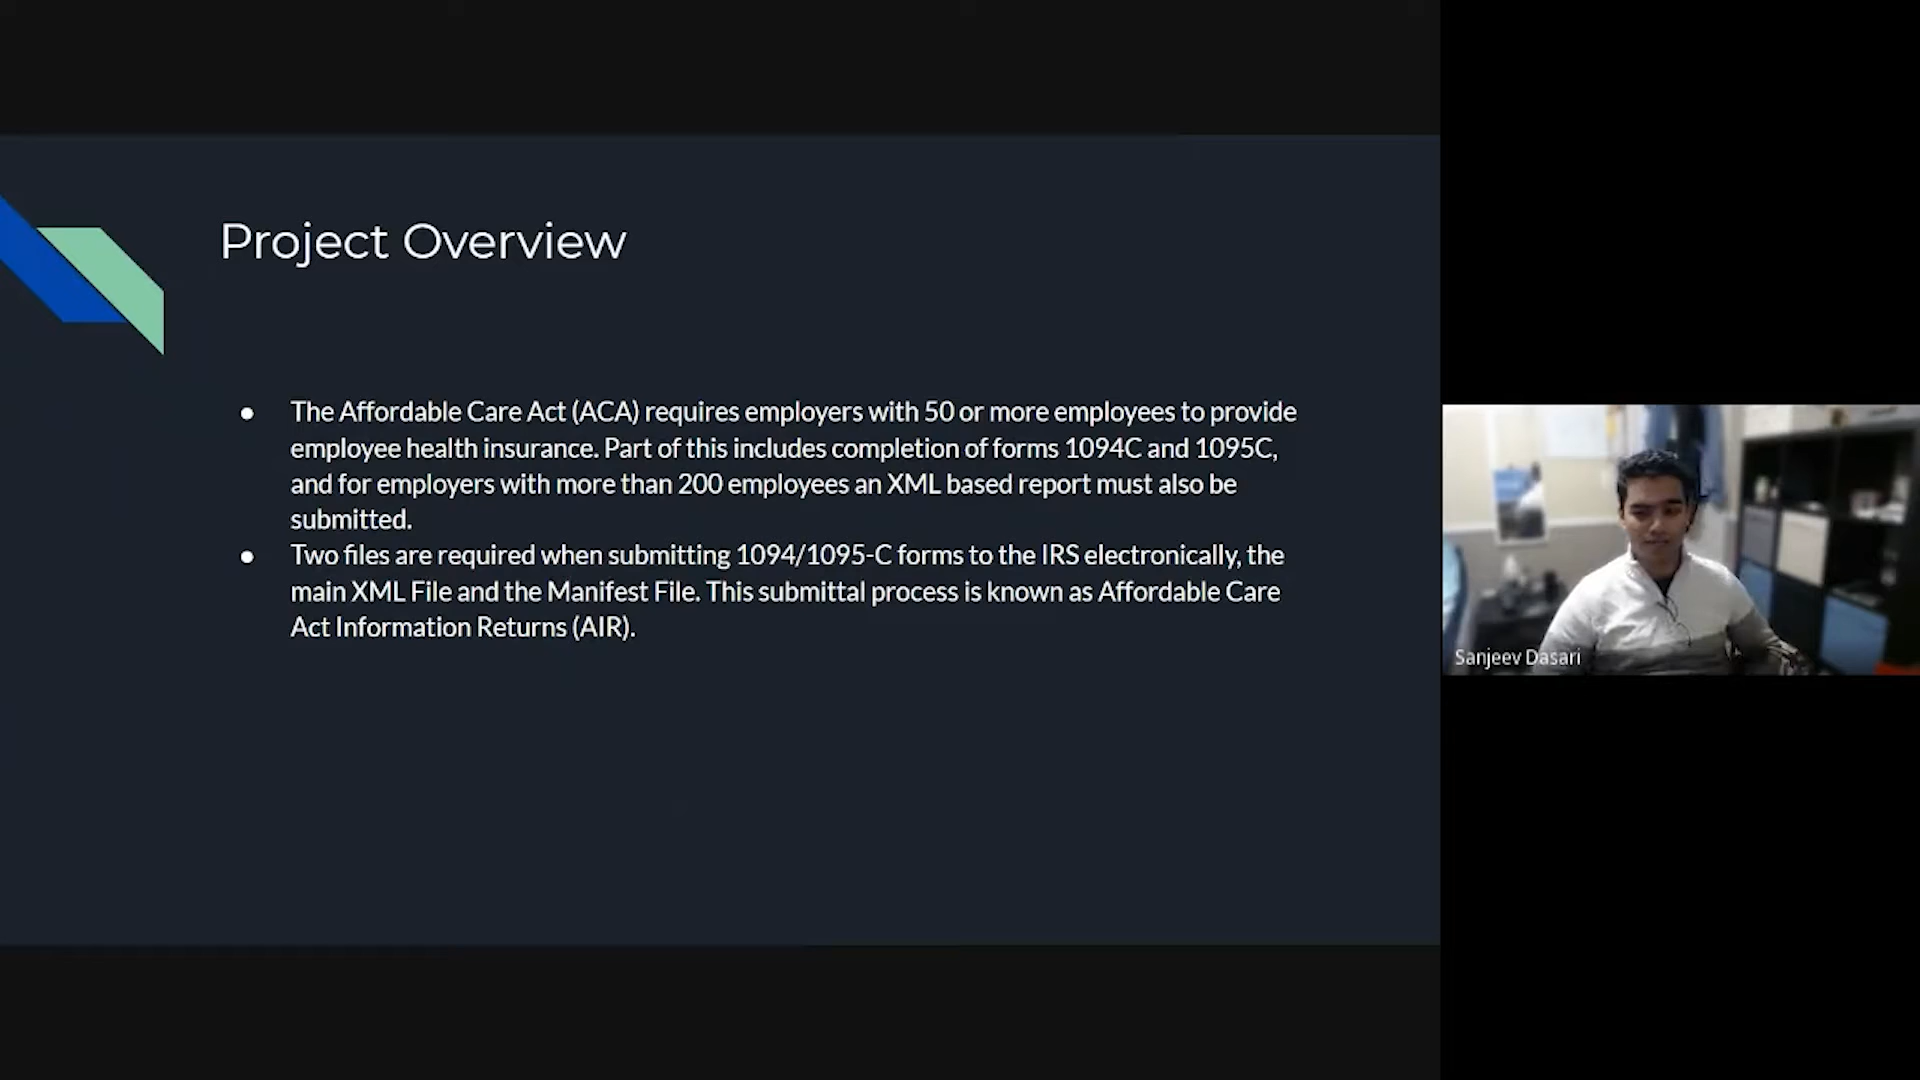 Project Overview
● The Affordable Care Act (ACA) requires employers with 50 or more employees to provide
employee health insurance. Part of this includes completion of forms 1094C and 1095C,
and for employers with more than 200 employees an XML based report must also be
submitted.
● Two files are required when submitting 1094/1095-C forms to the IRS electronically, the
main XML File and the Manifest File. This submittal process is known as Affordable Care
Act Information Returns (AIR).
Sanjeev Dasari